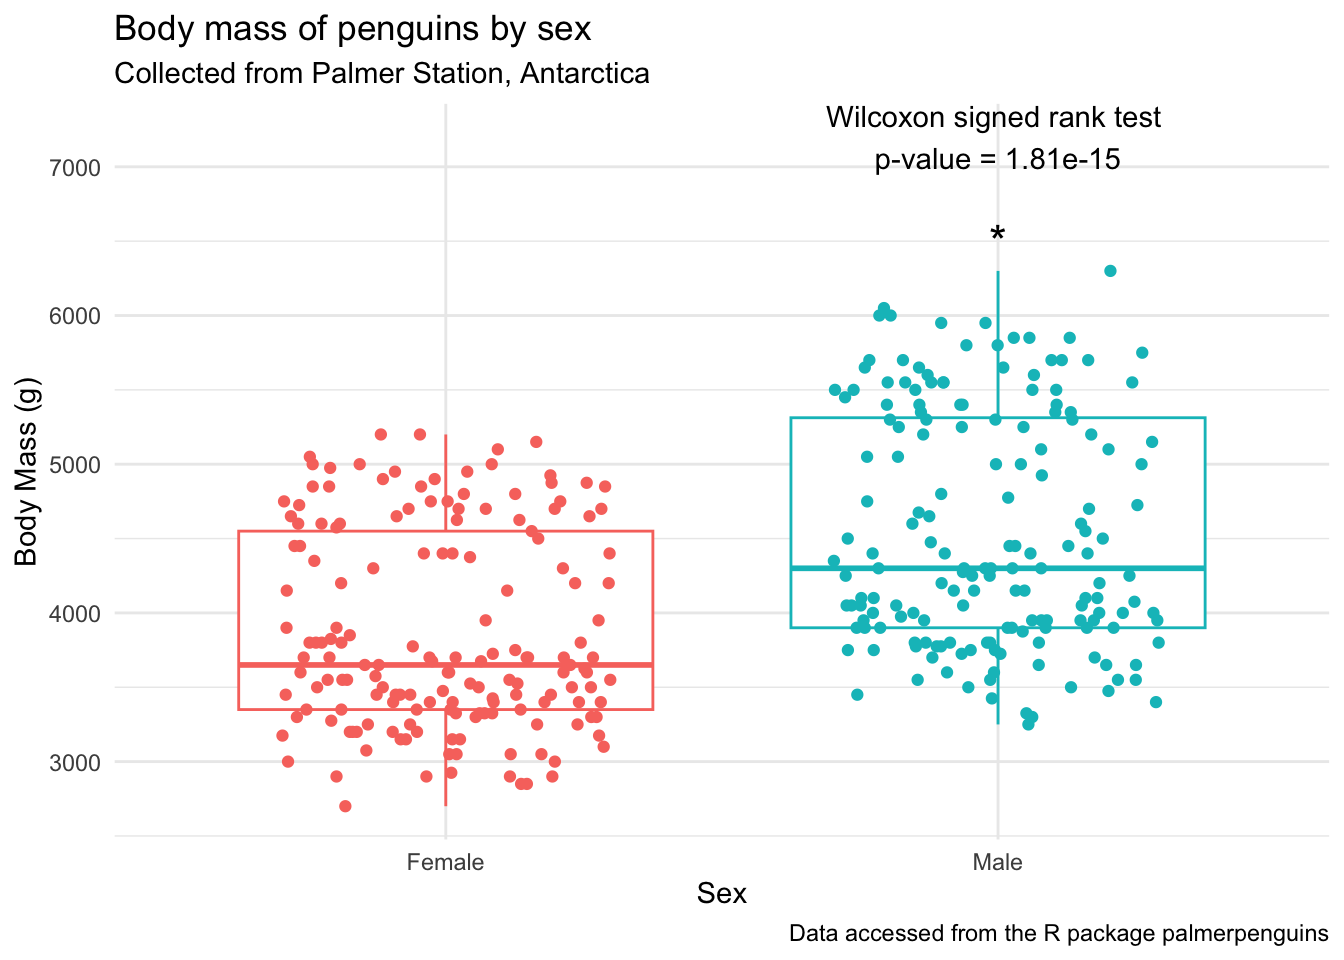 Body mass of penguins by sex
Collected from Palmer Station, Antarctica
Wilcoxon signed rank test
p-value = 1.81e-15
*
7000
6000
5000
4000
3000
Body Mass (g)
Female
Male
Sex
Data accessed from the R package palmerpenguins